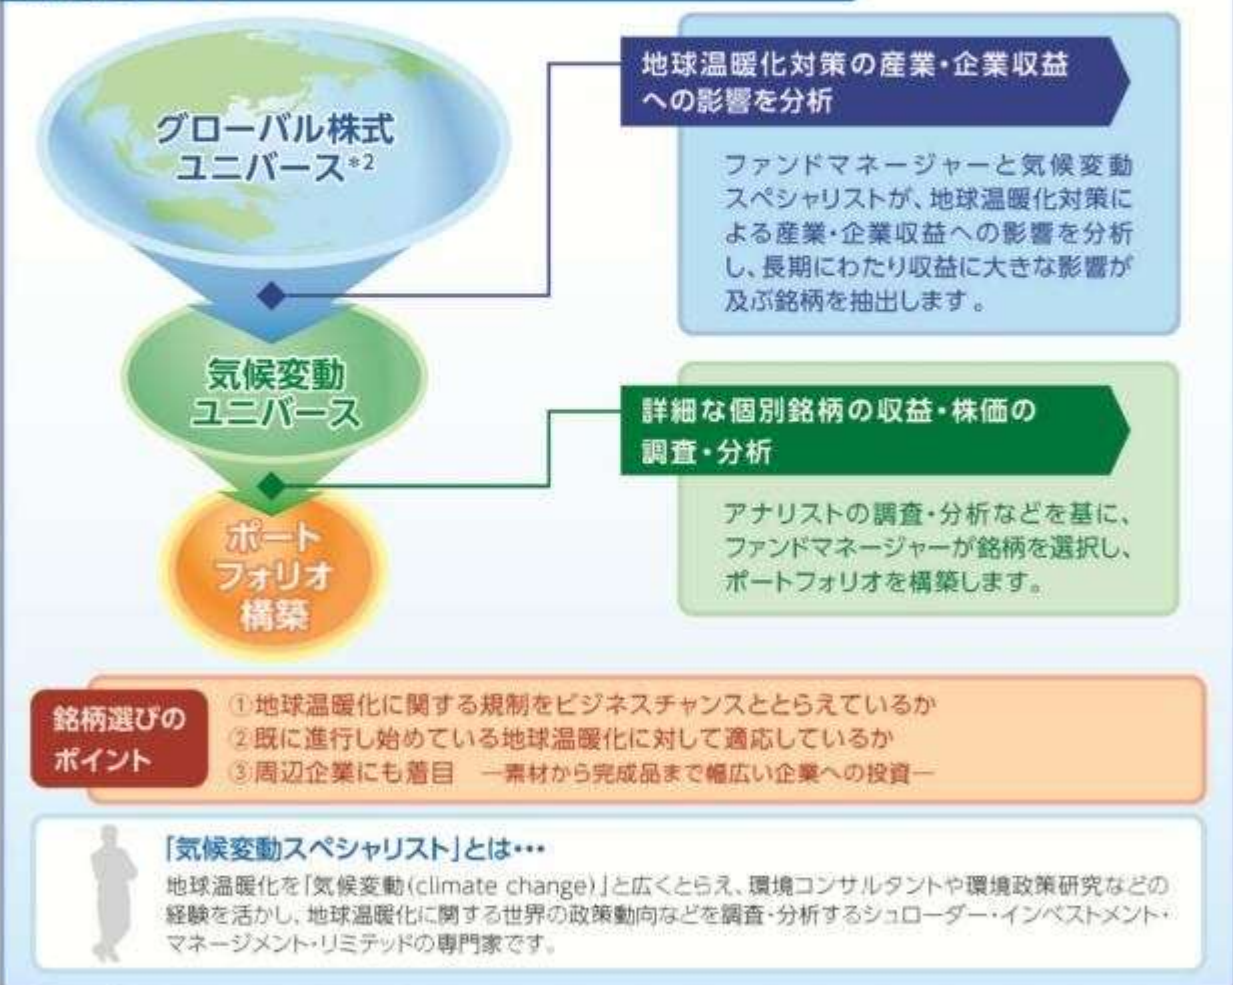 グローバル株式
ユニバース*2
地球温暖化対策の産業・企業収益
への影響を分析
ファンドマネージャーと気候変動
スペシャリストが、地球温暖化対策に
よる産業・企業収益への影響を分析
し、長期にわたり収益に大きな影響が
及ぶ銘柄を抽出します。
気候変動
ユニバース
詳細な個別銘柄の収益・株価の
調査・分析
アナリストの調査・分析などを基に、
ファンドマネージャーが銘柄を選択し、
ポートフォリオを構築します。
ポート
フォリオ
構築
銘柄選びの
ポイント
①地球温暖化に関する規制をビジネスチャンスととらえているか
②既に進行し始めている地球温暖化に対して適応しているか
③周辺企業にも着目 ―素材から完成品まで幅広い企業への投資―
「気候変動スペシャリスト」とは・・・
地球温暖化を「気候変動(climate change)」と広くとらえ、環境コンサルタントや環境政策研究などの
経験を活かし、地球温暖化に関する世界の政策動向などを調査・分析するシュローダー・インベストメント・
マネージメント・リミテッドの専門家です。